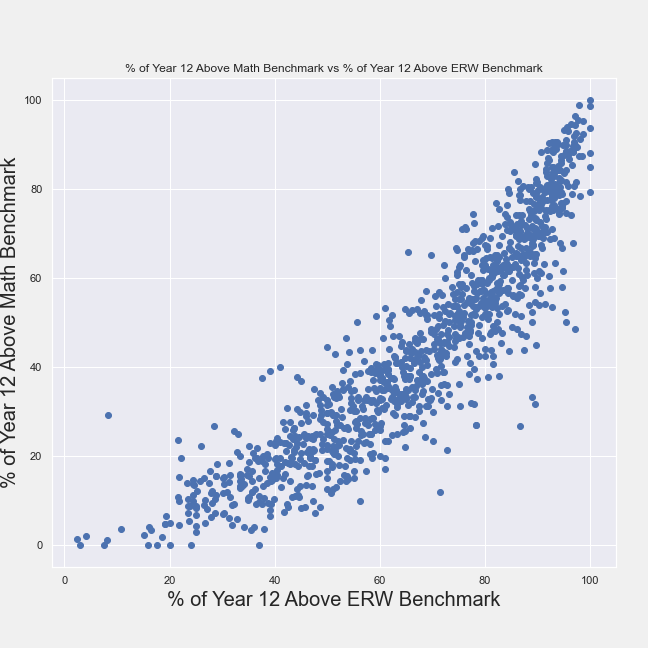 % of Year 12 Above Math Benchmark vs % of Year 12 Above ERW Benchmark
% of Year 12 Above Math Benchmark
100
80
60
40
20
0
0 20 40 60 80 100
% of Year 12 Above ERW Benchmark